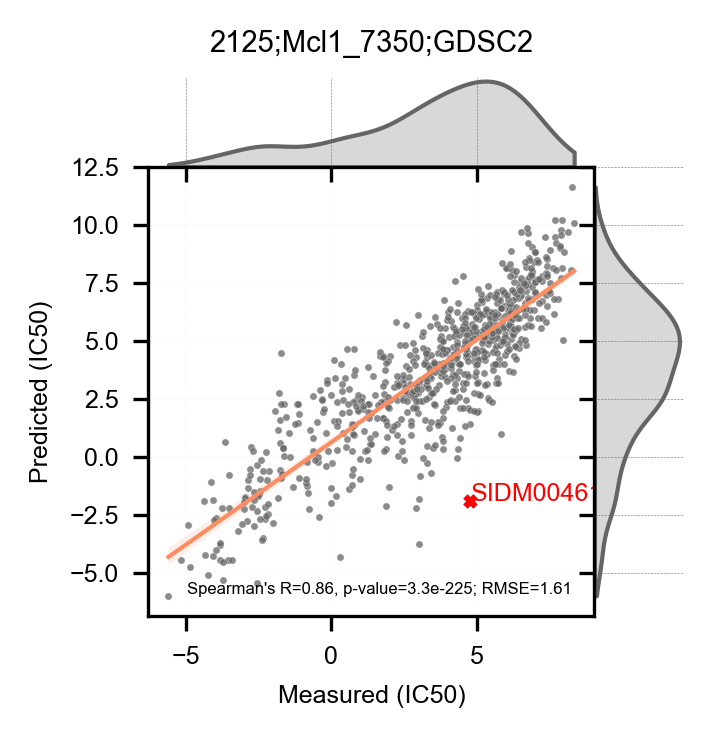 2125;Mcl1_7350;GDSC2
12.5
10.0
7.5
5.0
2.5
0.0
−2.5
−5.0
Predicted (IC50)
SIDM0046
Spearman's R=0.86, p-value=3.3e-225; RMSE=1.61
−5 0 5
Measured (IC50)